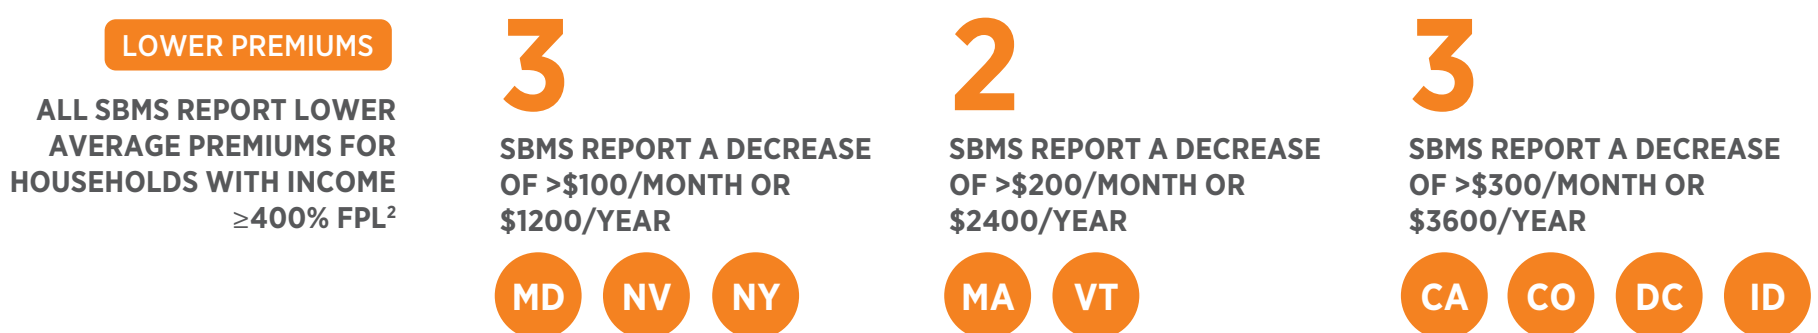 LOWER PREMIUMS
ALL SBMS REPORT LOWER
AVERAGE PREMIUMS FOR
HOUSEHOLDS WITH INCOME
≥400% FPL²
3
SBMS REPORT A DECREASE
OF >$100/MONTH OR
$1200/YEAR
MD NV NY
2
SBMS REPORT A DECREASE
OF >$200/MONTH OR
$2400/YEAR
MA VT
3
SBMS REPORT A DECREASE
OF >$300/MONTH OR
$3600/YEAR
CA CO DC ID